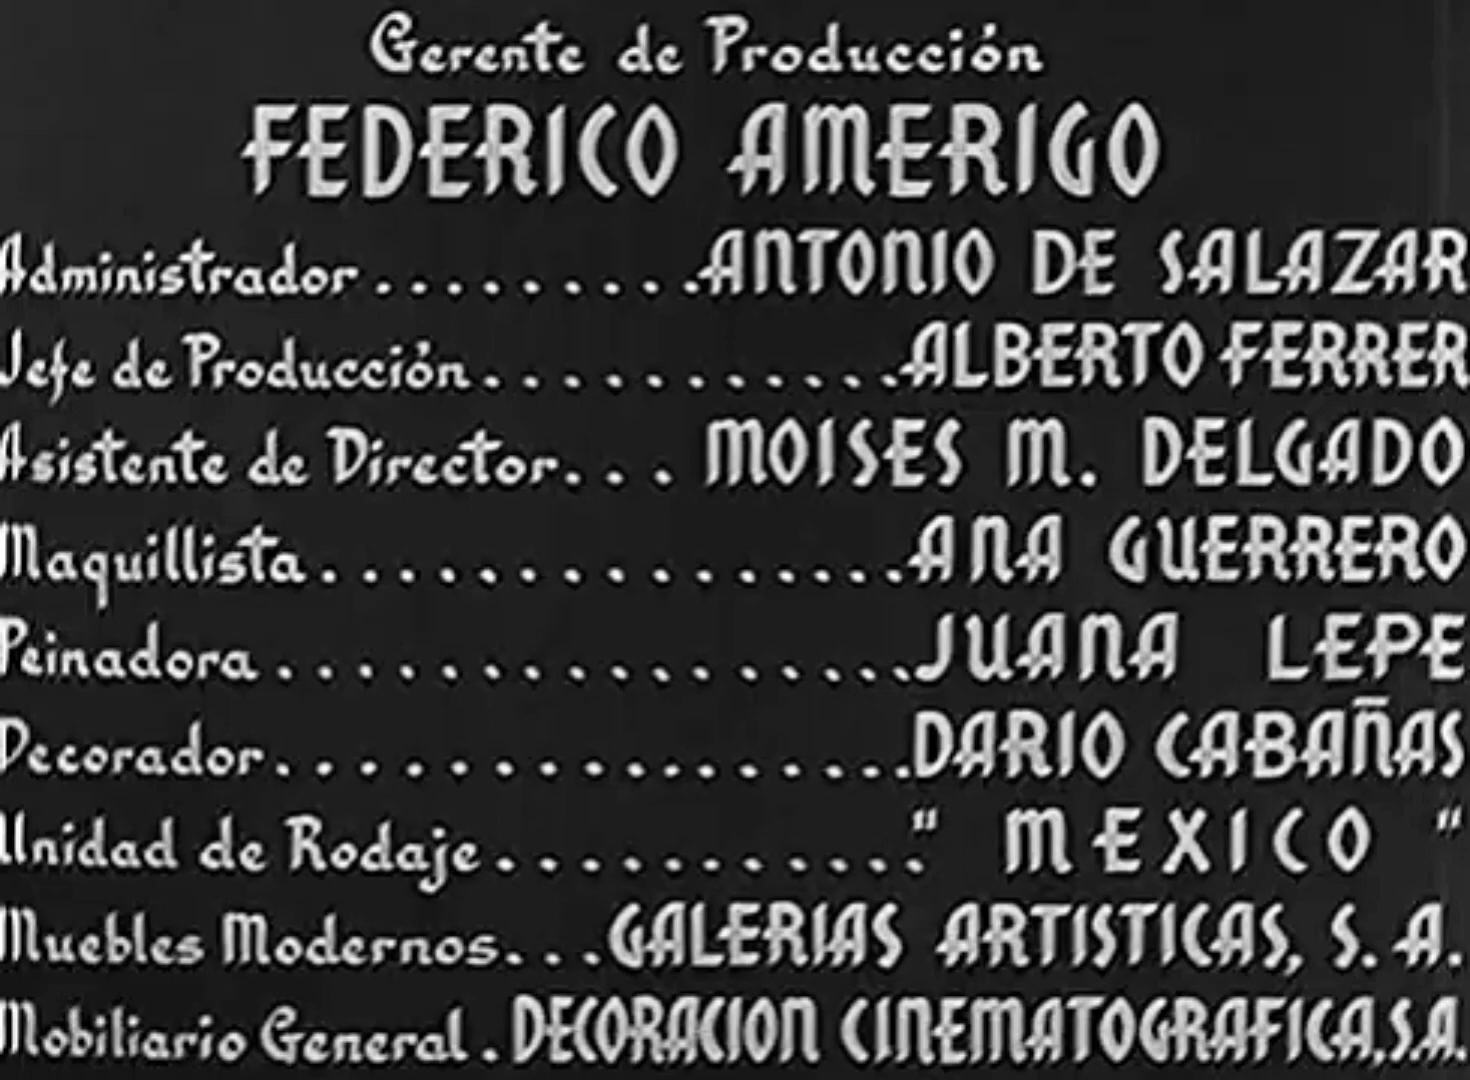 Gerente de Producción
FEDERICO AMERIGO
Administrador.........ANTONIO DE SALAZAR
Jefe de Producción...........ALBERTO FERRER
Asistente de Director... MOISES M. DELGADO
Maquillista...............ANA GUERRERO
Peinadora................JUANA LEPE
Decorador...............DARIO CABAÑAS
Unidad de Rodaje..........." MEXICO "
Muebles Modernos...GALERIAS ARTISTICAS, S. A.
Mobiliario General.DECORACION CINEMATOGRAFICA,S.A.